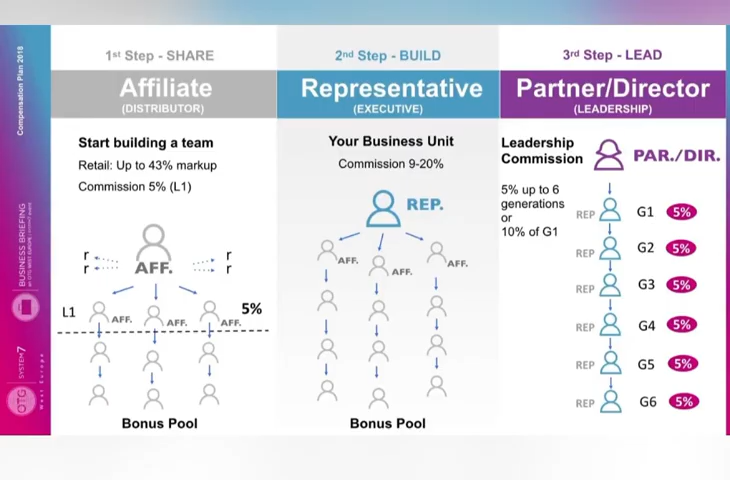 Compensation Plan 2018
BUSINESS BRIEFING
OTG
SYSTEM7
West Europe
1st Step - SHARE
Affiliate
(DISTRIBUTOR)
Start building a team
Retail: Up to 43% markup
Commission 5% (L1)
r
r
AFF.
r
r
L1
AFF.
AFF.
AFF.
5%
Bonus Pool
2nd Step - BUILD
Representative
(EXECUTIVE)
Your Business Unit
Commission 9-20%
REP.
AFF.
AFF.
AFF.
Bonus Pool
3rd Step - LEAD
Partner/Director
(LEADERSHIP)
Leadership
Commission
PAR./DIR.
5% up to 6
generations
or
10% of G1
REP G1 5%
REP G2 5%
REP G3 5%
REP G4 5%
REP G5 5%
REP G6 5%